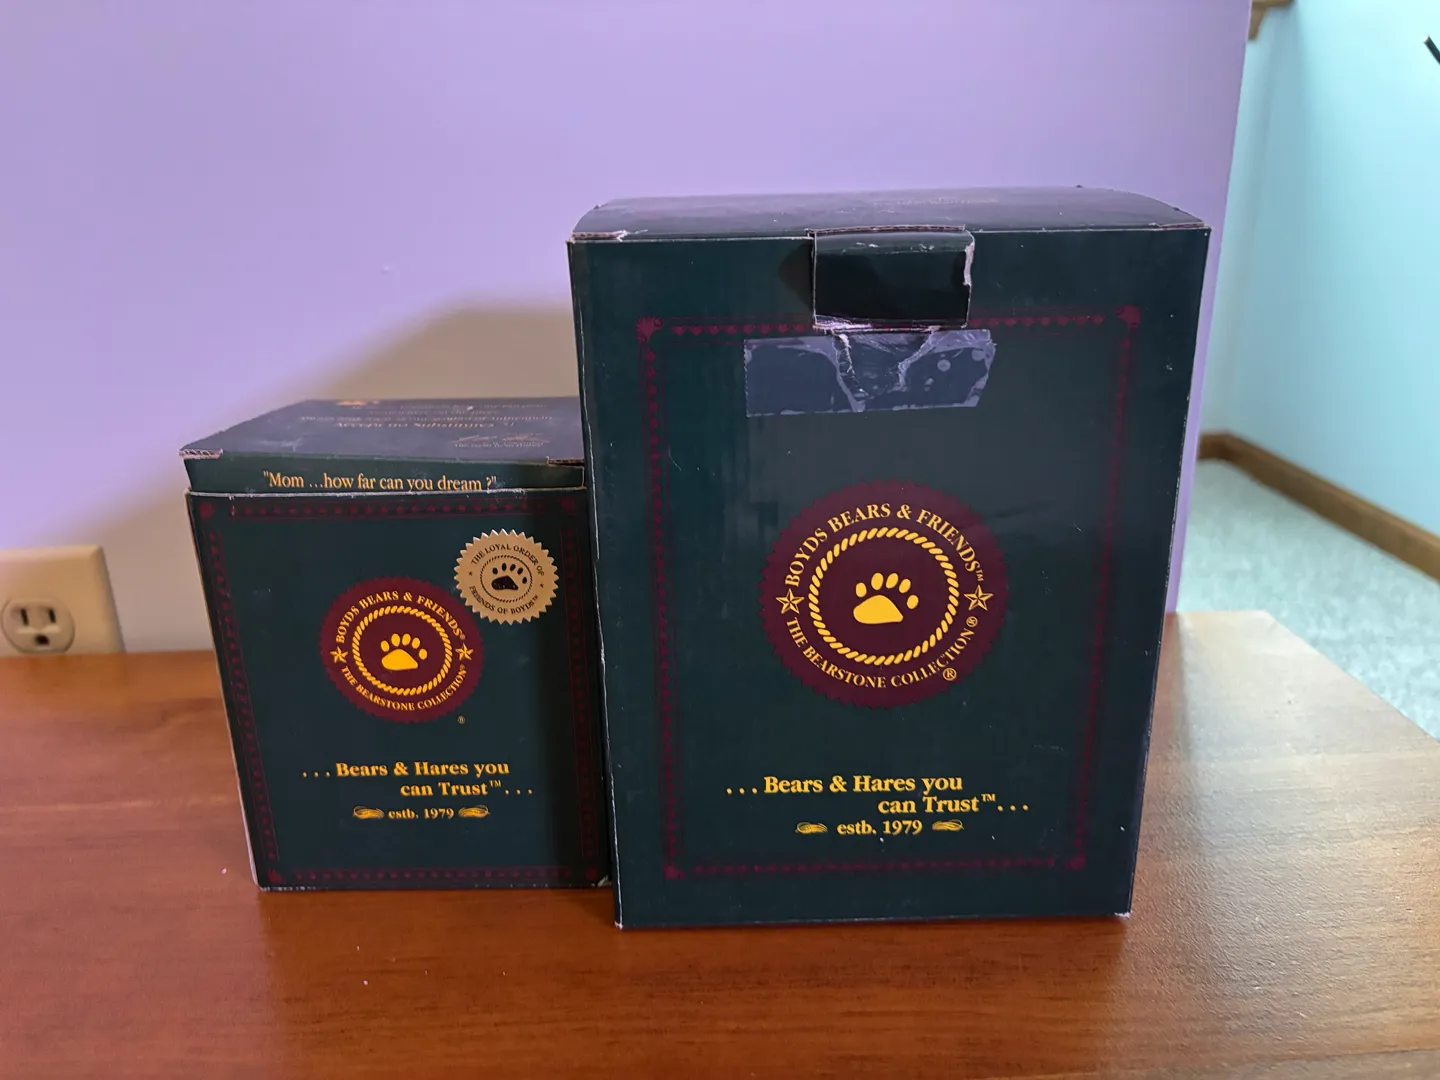 "Mom ...how far can you dream ?"
THE LOYAL ORDER OF
FRIENDS OF BOYDS™
BOYDS BEARS & FRIENDS®
THE BEARSTONE COLLECTION
®
...Bears & Hares you
can Trust™...
estb. 1979
BOYDS BEARS & FRIENDS™
THE BEARSTONE COLLECTION®
®
...Bears & Hares you
can Trust™...
estb. 1979